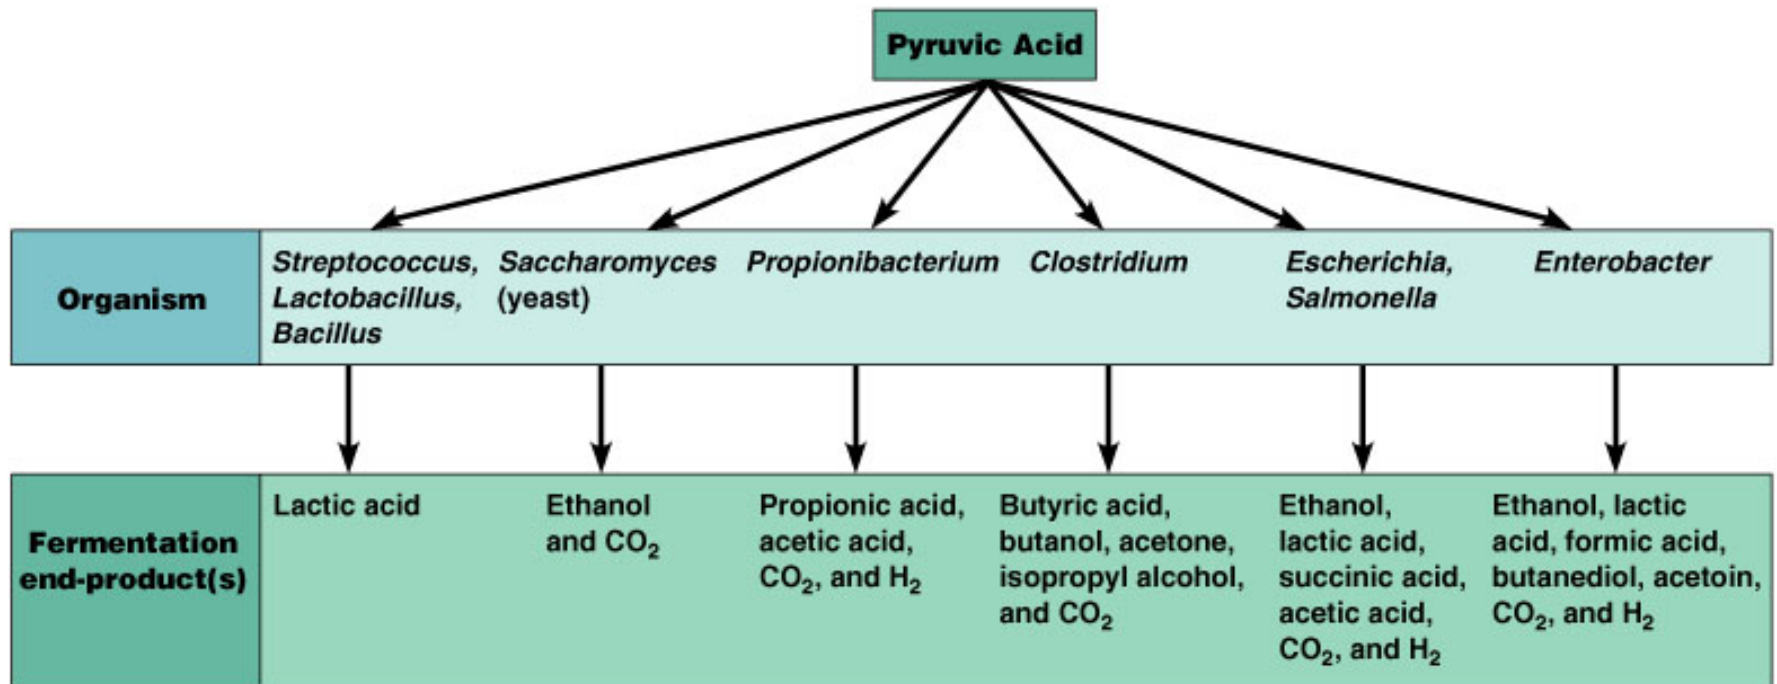 Pyruvic Acid
Organism
Streptococcus,
Lactobacillus,
Bacillus
Saccharomyces
(yeast)
Propionibacterium
Clostridium
Escherichia,
Salmonella
Enterobacter
Fermentation
end-product(s)
Lactic acid
Ethanol
and CO₂
Propionic acid,
acetic acid,
CO₂, and H₂
Butyric acid,
butanol, acetone,
isopropyl alcohol,
and CO₂
Ethanol,
lactic acid,
succinic acid,
acetic acid,
CO₂, and H₂
Ethanol, lactic
acid, formic acid,
butanediol, acetoin,
CO₂, and H₂